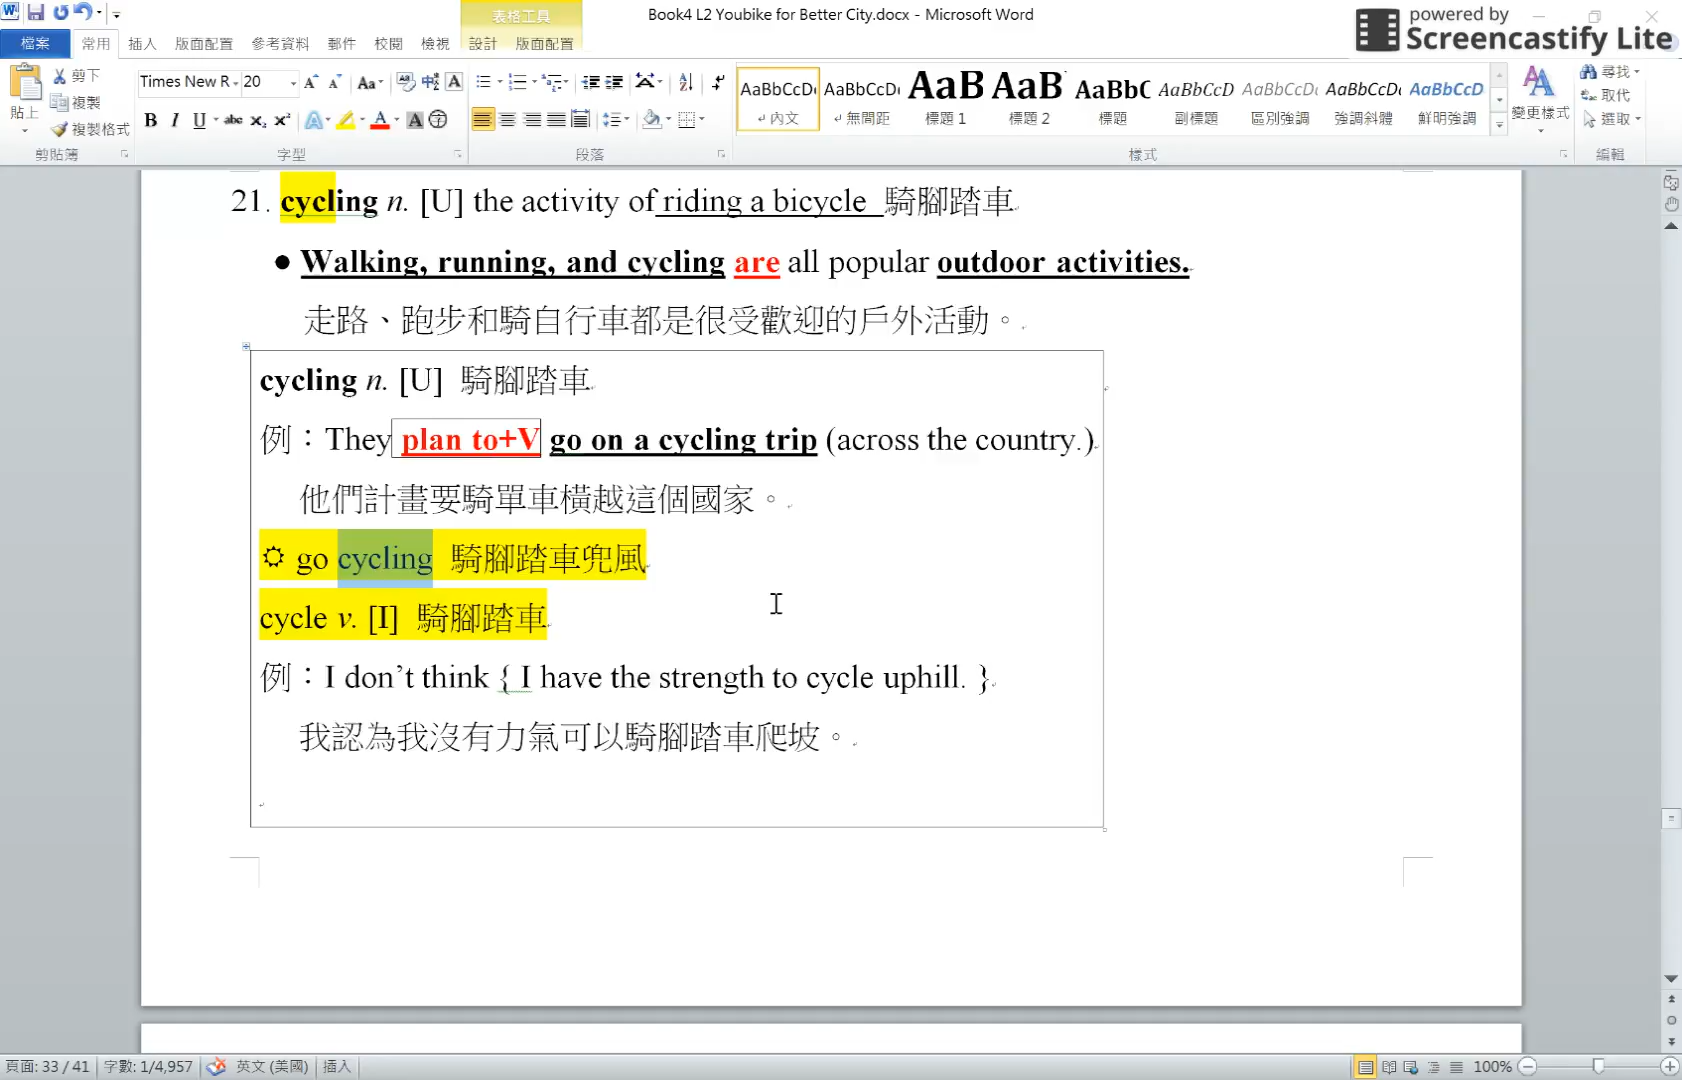 Book4 L2 Youbike for Better City.docx - Microsoft Word
表格工具
powered by
Screencastify Lite
檔案 常用 插入 版面配置 參考資料 郵件 校閱 檢視 設計 版面配置
貼上 剪下 複製 複製格式
Times New R 20
AaBbCcDc AaBbCcDc AaB AaB AaBbC AaBbCcD AaBbCcDc AaBbCcDc AaBbCcD
內文 無間距 標題 1 標題 2 標題 副標題 區別強調 強調斜體 鮮明強調
變更樣式 尋找 取代 選取
剪貼簿 字型 段落 樣式 編輯
21. cycling n. [U] the activity of riding a bicycle 騎腳踏車
● Walking, running, and cycling are all popular outdoor activities.
走路、跑步和騎自行車都是很受歡迎的戶外活動。
cycling n. [U] 騎腳踏車
例：They plan to+V go on a cycling trip (across the country.)
他們計畫要騎單車橫越這個國家。
☼ go cycling 騎腳踏車兜風
cycle v. [I] 騎腳踏車
例：I don’t think { I have the strength to cycle uphill. }
我認為我沒有力氣可以騎腳踏車爬坡。
頁面: 33 / 41 字數: 1/4,957 英文 (美國) 插入 100%